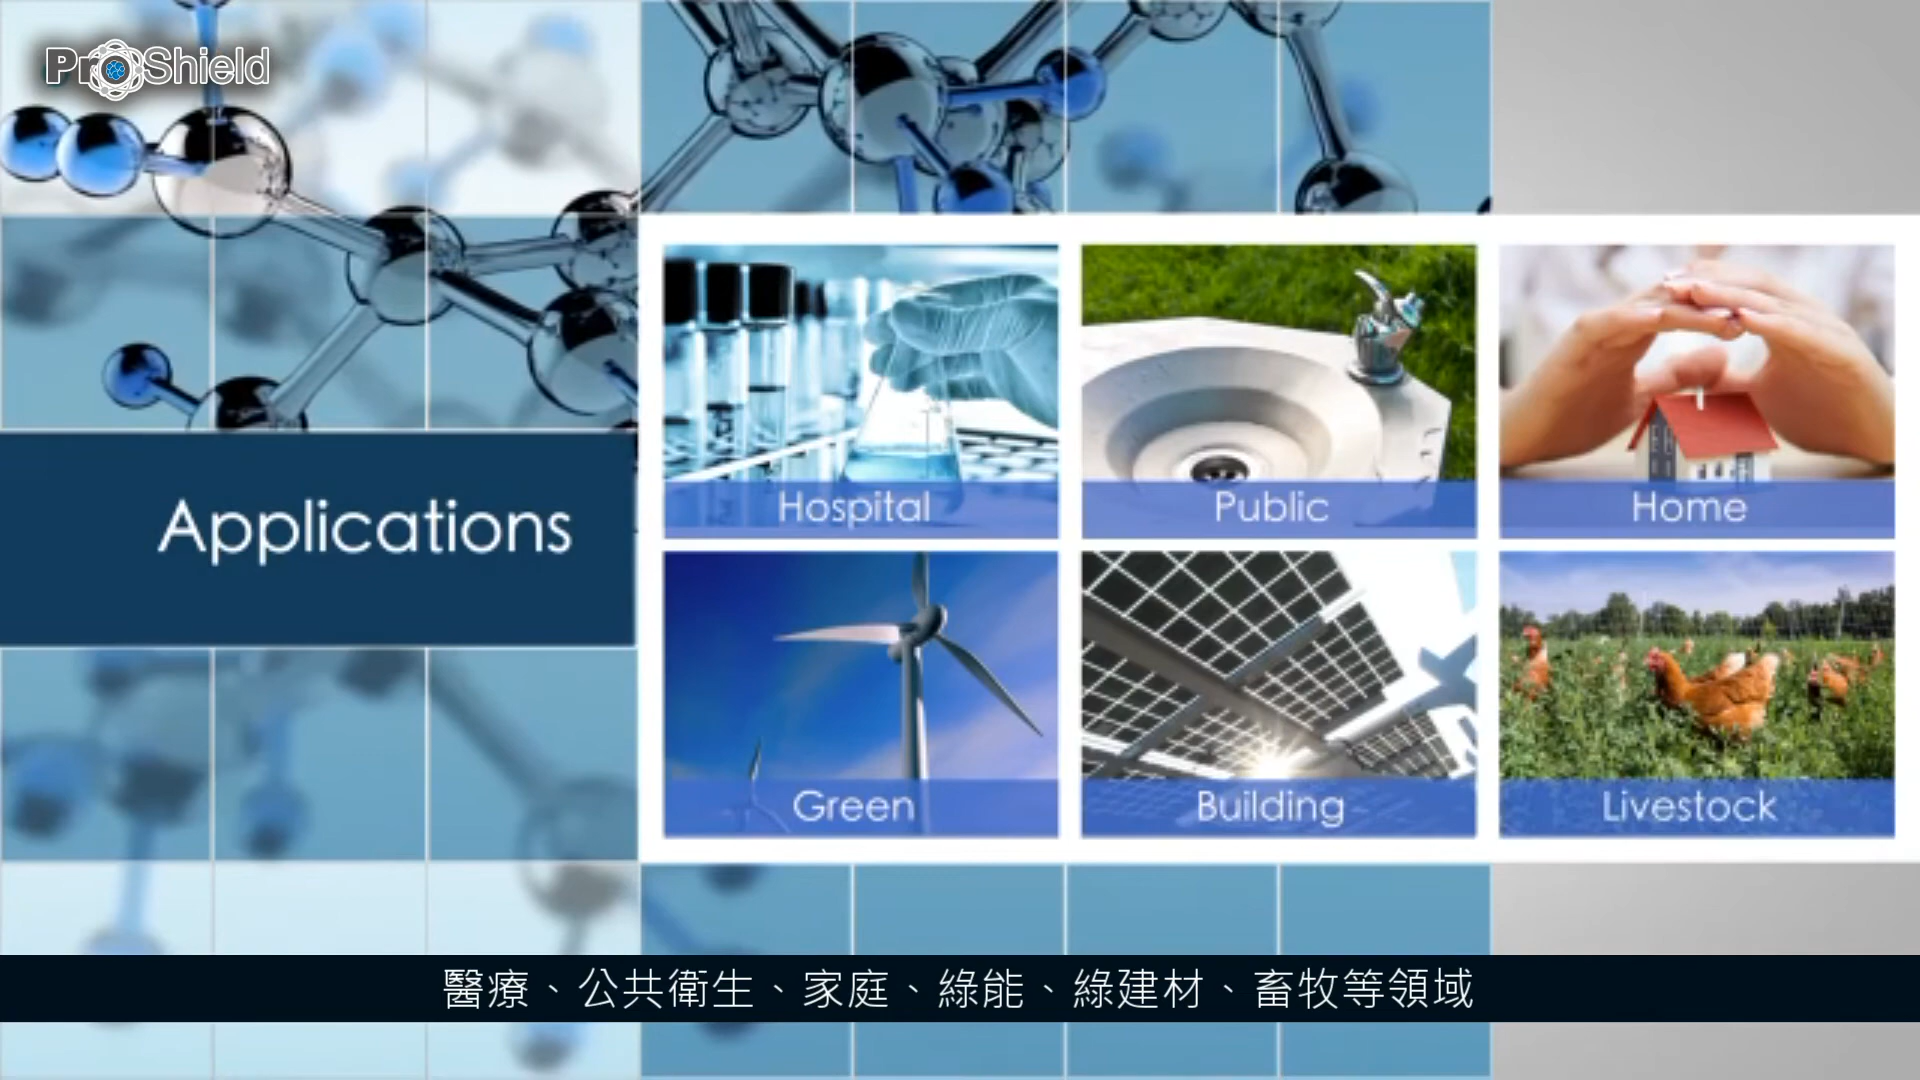 ProShield
Applications
Hospital
Public
Home
Green
Building
Livestock
醫療、公共衛生、家庭、綠能、綠建材、畜牧等領域